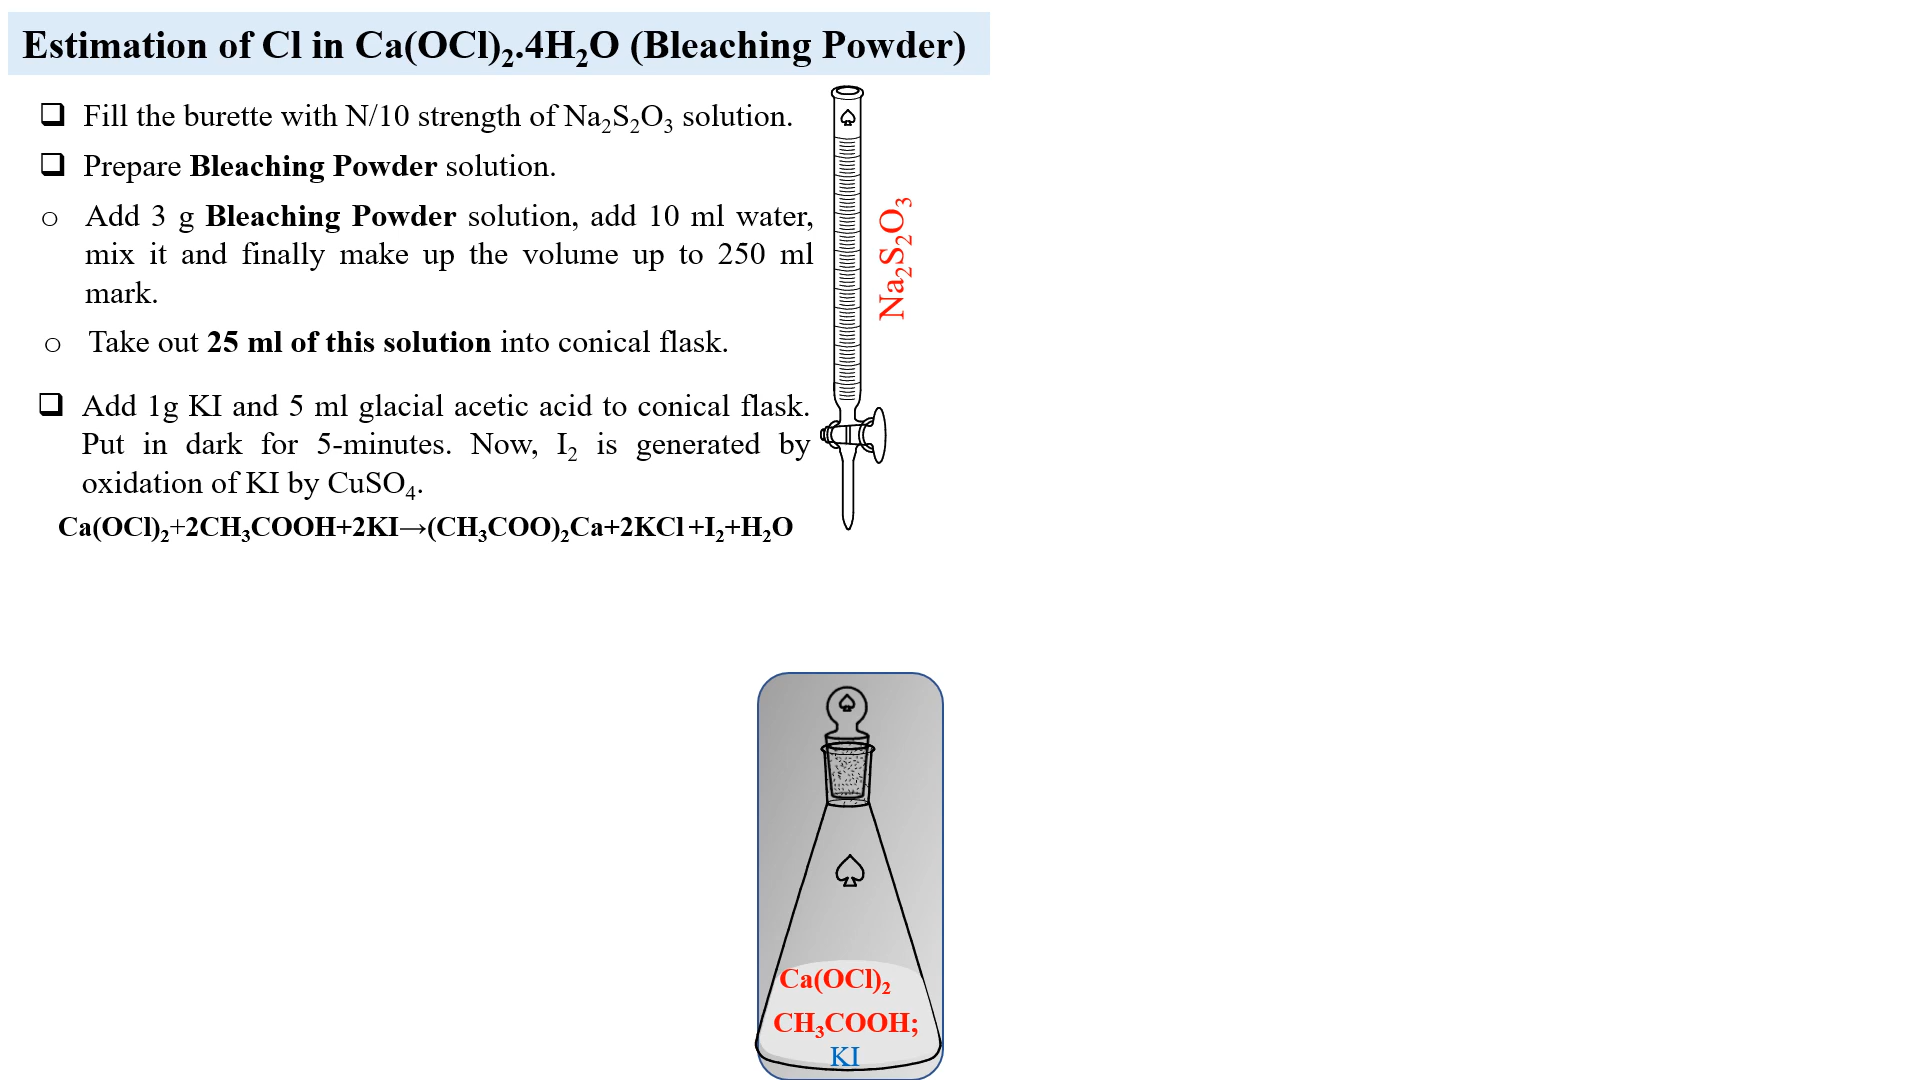 Estimation of Cl in Ca(OCl)₂.4H₂O (Bleaching Powder)
❑ Fill the burette with N/10 strength of Na₂S₂O₃ solution.
❑ Prepare Bleaching Powder solution.
o Add 3 g Bleaching Powder solution, add 10 ml water,
mix it and finally make up the volume up to 250 ml
mark.
o Take out 25 ml of this solution into conical flask.
❑ Add 1g KI and 5 ml glacial acetic acid to conical flask.
Put in dark for 5-minutes. Now, I₂ is generated by
oxidation of KI by CuSO₄.
Ca(OCl)₂+2CH₃COOH+2KI→(CH₃COO)₂Ca+2KCl+I₂+H₂O
Na₂S₂O₃
Ca(OCl)₂
CH₃COOH;
KI